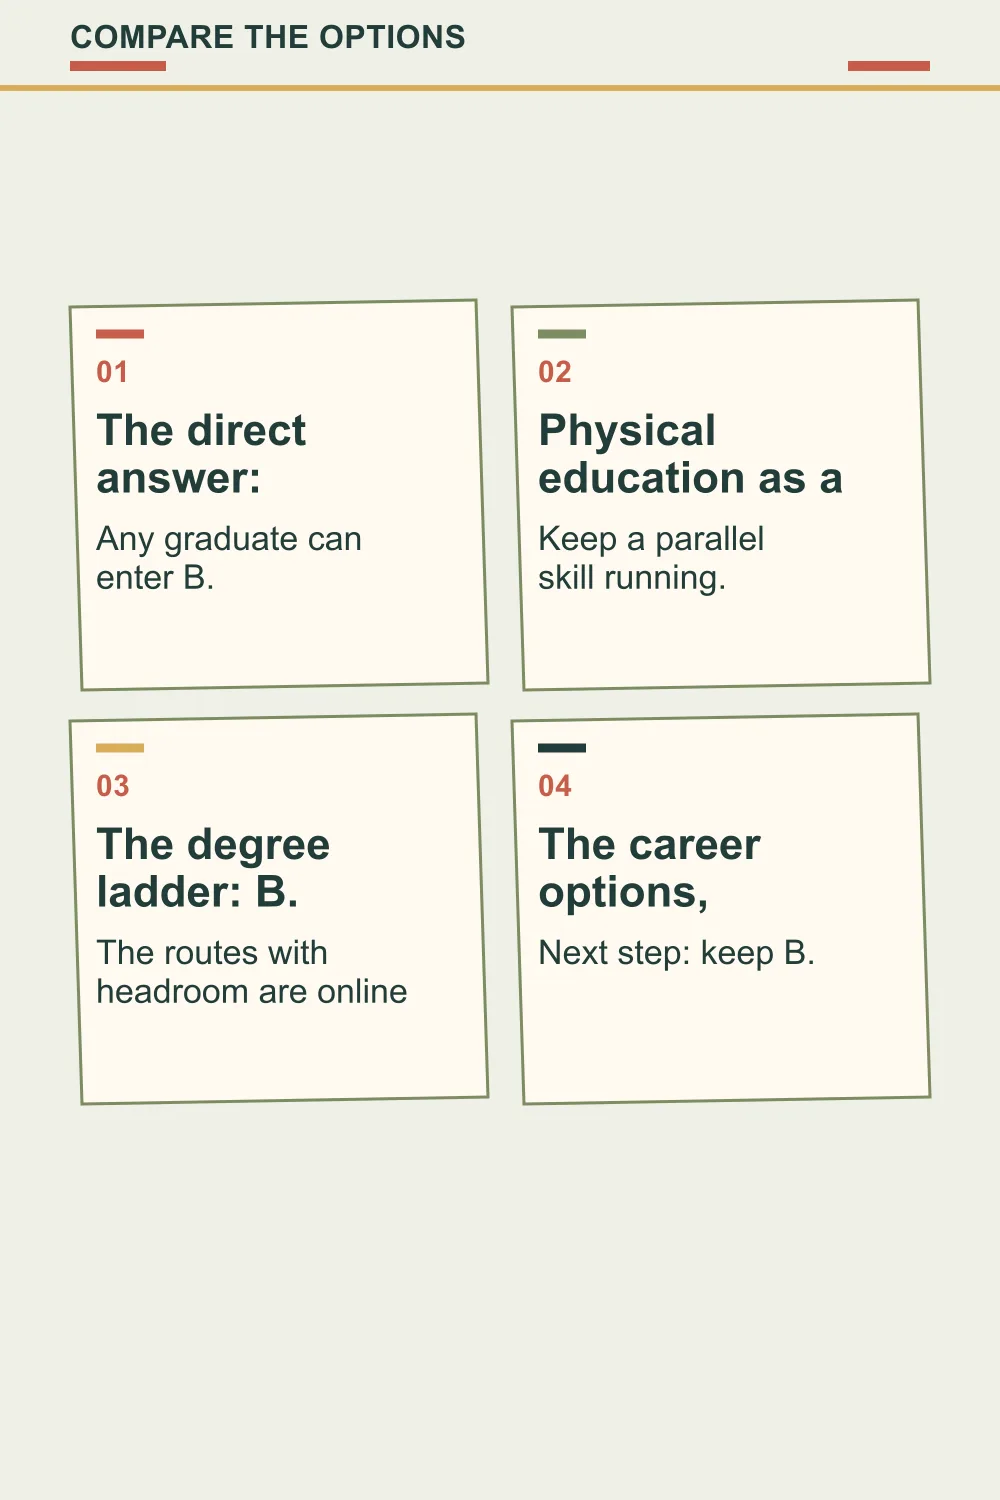 COMPARE THE OPTIONS
01
The direct
answer:
Any graduate can
enter B.
02
Physical
education as a
Keep a parallel
skill running.
03
The degree
ladder: B.
The routes with
headroom are online
04
The career
options,
Next step: keep B.